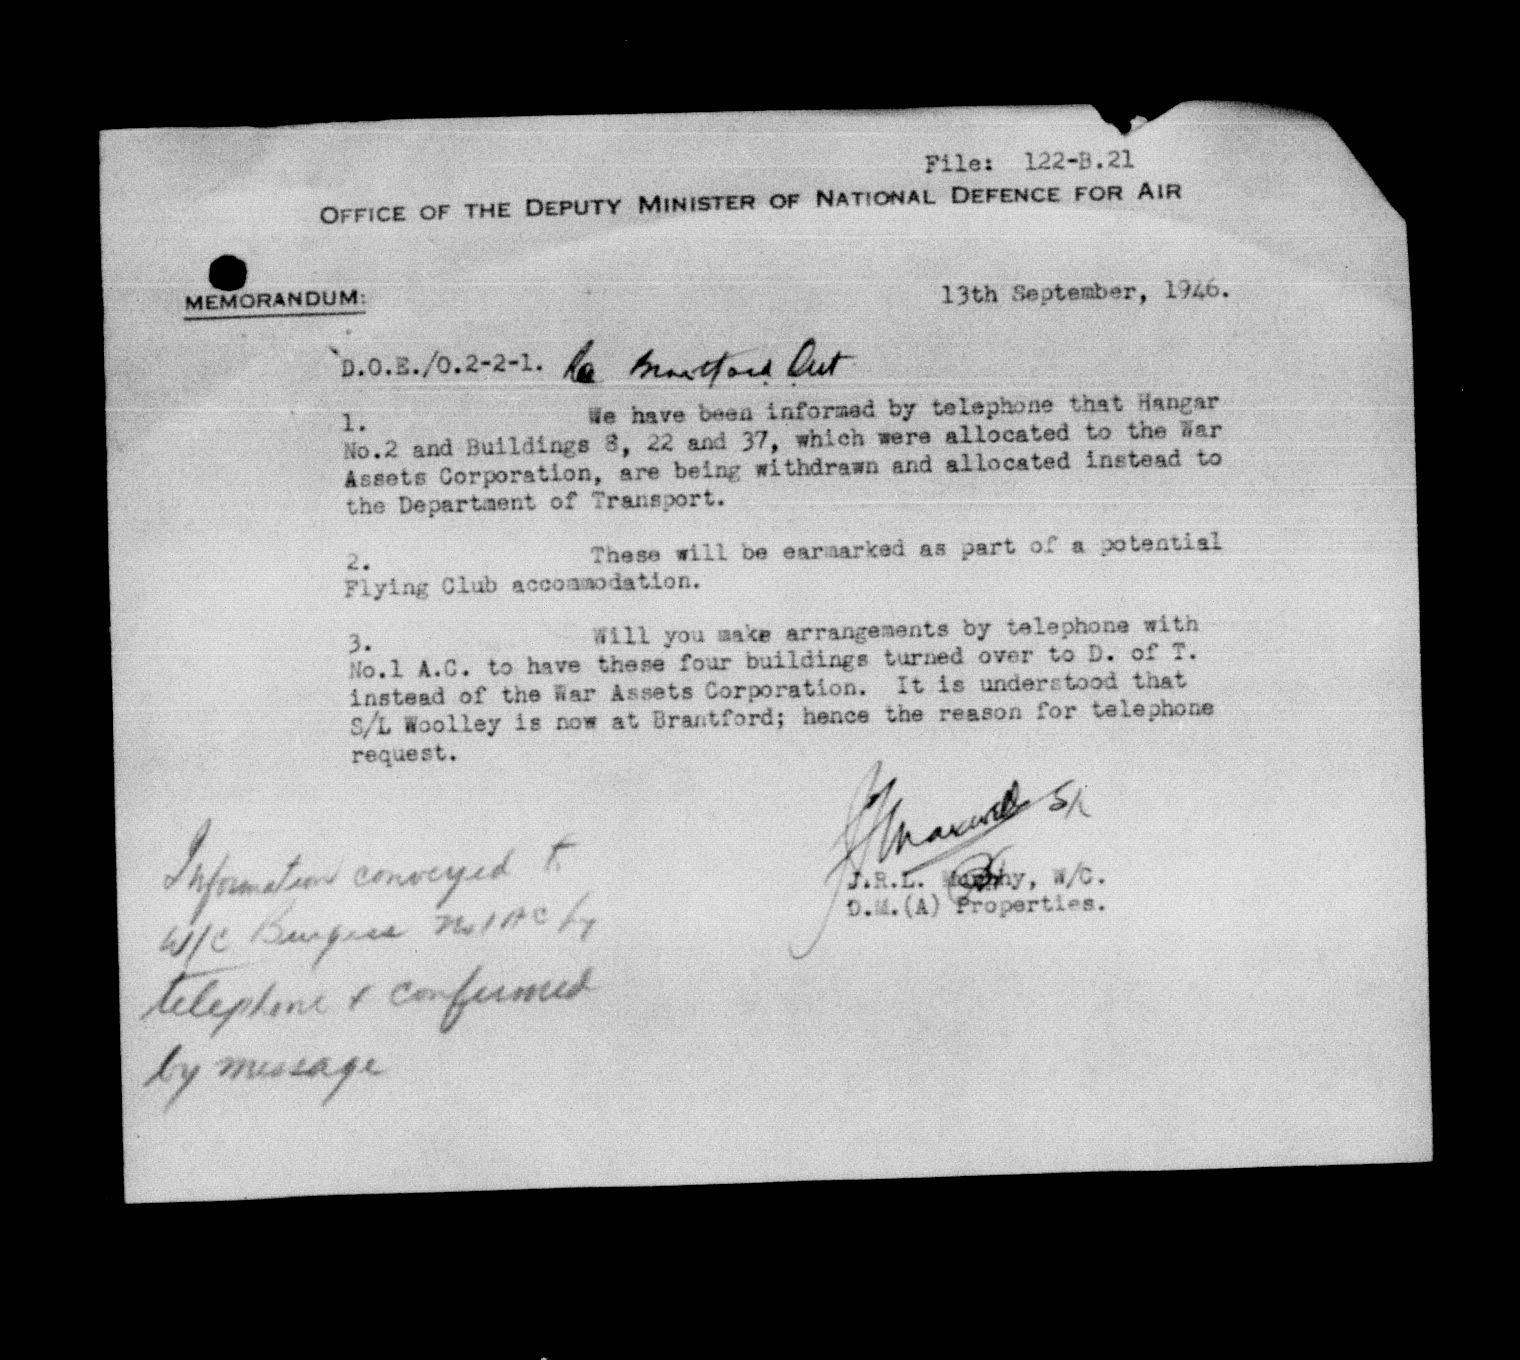 File: 122-B.21
OFFICE OF THE DEPUTY MINISTER OF NATIONAL DEFENCE FOR AIR
MEMORANDUM:
13th September, 1946.
D.O.E./O.2-2-1. Re Brantford Ont
1. We have been informed by telephone that Hangar
No.2 and Buildings 8, 22 and 37, which were allocated to the War
Assets Corporation, are being withdrawn and allocated instead to
the Department of Transport.
2. These will be earmarked as part of a potential
Flying Club accommodation.
3. Will you make arrangements by telephone with
No.1 A.C. to have these four buildings turned over to D. of T.
instead of the War Assets Corporation. It is understood that
S/L Woolley is now at Brantford; hence the reason for telephone
request.
Maxwell S/L
J.R.L. Murphy, W/C.
D.M.(A) Properties.
Information conveyed to
W/C Burgess No 1 AC by
telephone & confirmed
by message